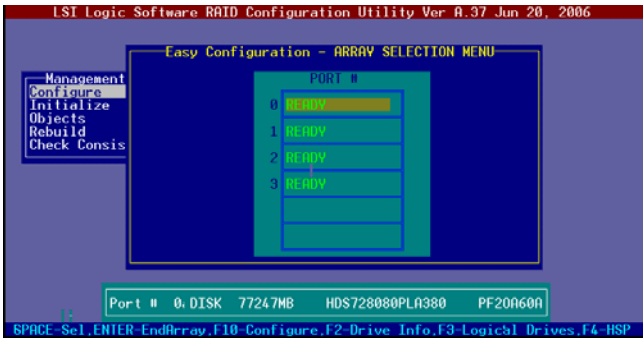 LSI Logic Software RAID Configuration Utility Ver A.37 Jun 20, 2006
Easy Configuration - ARRAY SELECTION MENU
Management
Configure
Initialize
Objects
Rebuild
Check Consis
PORT #
0 READY
1 READY
2 READY
3 READY
Port # 0, DISK 77247MB HDS728080PLA380 PF20A60A
SPACE-Sel,ENTER-EndArray,F10-Configure,F2-Drive Info,F3-Logical Drives,F4-HSP